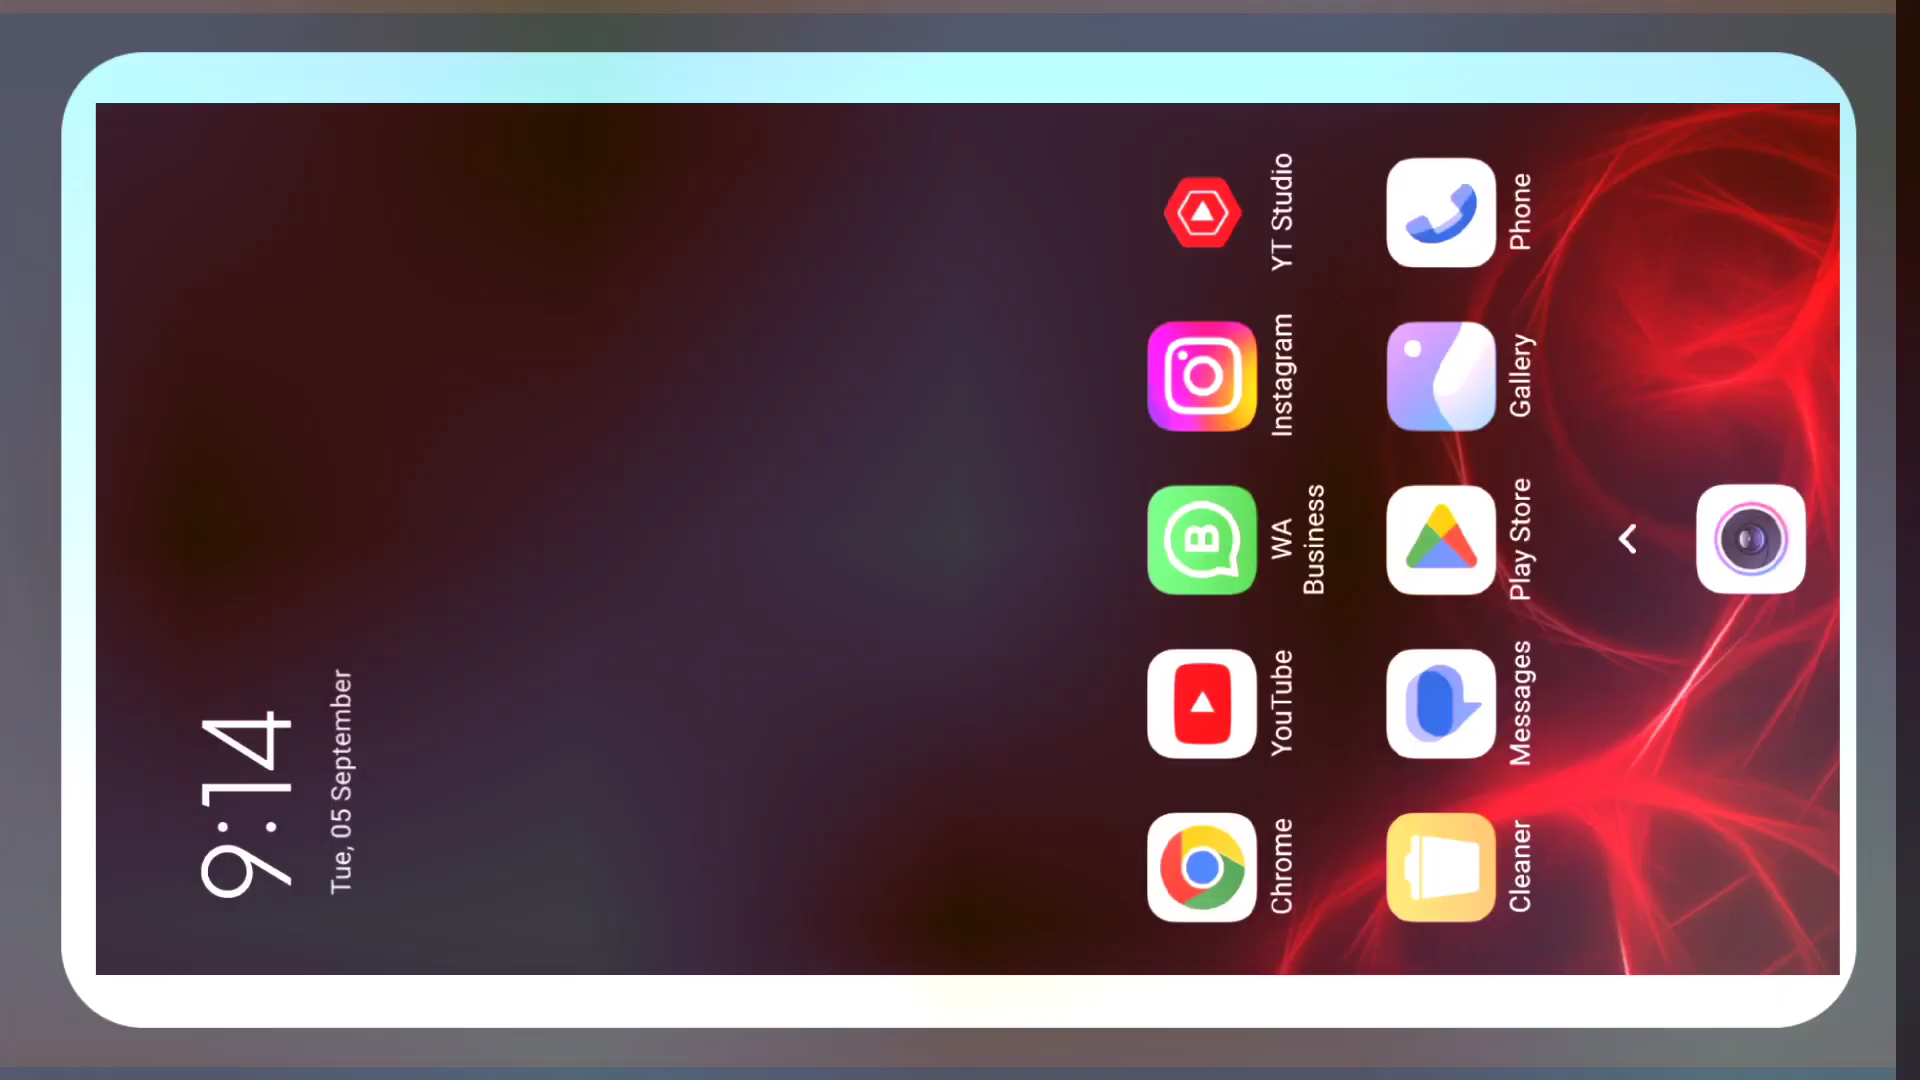 9:14
Tue, 05 September
Chrome
YouTube
WA
Business
Instagram
YT Studio
Cleaner
Messages
Play Store
Gallery
Phone